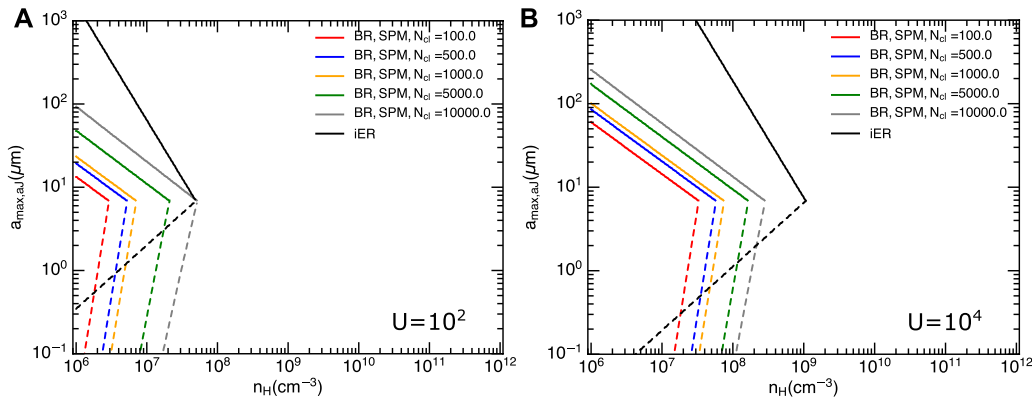 A
10³
10²
10¹
10⁰
10⁻¹
a_max,aJ(μm)
BR, SPM, N_cl =100.0
BR, SPM, N_cl =500.0
BR, SPM, N_cl =1000.0
BR, SPM, N_cl =5000.0
BR, SPM, N_cl =10000.0
iER
U=10²
10⁶ 10⁷ 10⁸ 10⁹ 10¹⁰ 10¹¹ 10¹²
n_H(cm⁻³)
B
10³
10²
10¹
10⁰
10⁻¹
a_max,aJ(μm)
BR, SPM, N_cl =100.0
BR, SPM, N_cl =500.0
BR, SPM, N_cl =1000.0
BR, SPM, N_cl =5000.0
BR, SPM, N_cl =10000.0
iER
U=10⁴
10⁶ 10⁷ 10⁸ 10⁹ 10¹⁰ 10¹¹ 10¹²
n_H(cm⁻³)